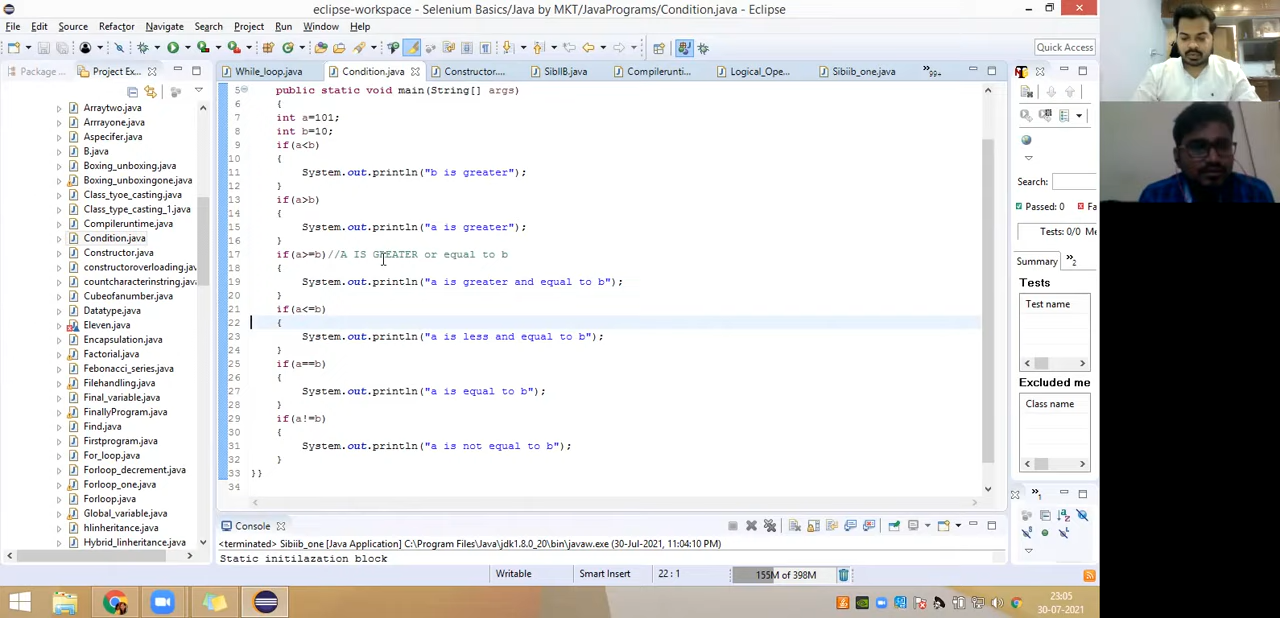 eclipse-workspace - Selenium Basics/Java by MKT/JavaPrograms/Condition.java - Eclipse
File Edit Source Refactor Navigate Search Project Run Window Help
Quick Access
Package ... Project Ex...
While_loop.java Condition.java Constructor... SibIIB.java Compilerunti... Logical_Ope... Sibiib_one.java 99+
Arraytwo.java
Arrrayone.java
Aspecifer.java
B.java
Boxing_unboxing.java
Boxing_unboxingone.java
Class_tyoe_casting.java
Class_type_casting_1.java
Compileruntime.java
Condition.java
Constructor.java
constructoroverloading.java
countcharacterinstring.java
Cubeofanumber.java
Datatype.java
Eleven.java
Encapsulation.java
Factorial.java
Febonacci_series.java
Filehandling.java
Final_variable.java
FinallyProgram.java
Find.java
Firstprogram.java
For_loop.java
Forloop_decrement.java
Forloop_one.java
Forloop.java
Global_variable.java
hIinheritance.java
Hybrid_Iinheritance.java
5 public static void main(String[] args)
6 {
7 int a=101;
8 int b=10;
9 if(a<b)
10 {
11 System.out.println("b is greater");
12 }
13 if(a>b)
14 {
15 System.out.println("a is greater");
16 }
17 if(a>=b)//A IS GREATER or equal to b
18 {
19 System.out.println("a is greater and equal to b");
20 }
21 if(a<=b)
22 {
23 System.out.println("a is less and equal to b");
24 }
25 if(a==b)
26 {
27 System.out.println("a is equal to b");
28 }
29 if(a!=b)
30 {
31 System.out.println("a is not equal to b");
32 }
33 }}
34
Search:
Passed: 0 Fa
Tests: 0/0 Me
Summary 2
Tests
Test name
Excluded me
Class name
1
Console
<terminated> Sibiib_one [Java Application] C:\Program Files\Java\jdk1.8.0_20\bin\javaw.exe (30-Jul-2021, 11:04:10 PM)
Static initilazation block
Writable Smart Insert 22 : 1 155M of 398M
23:05
30-07-2021